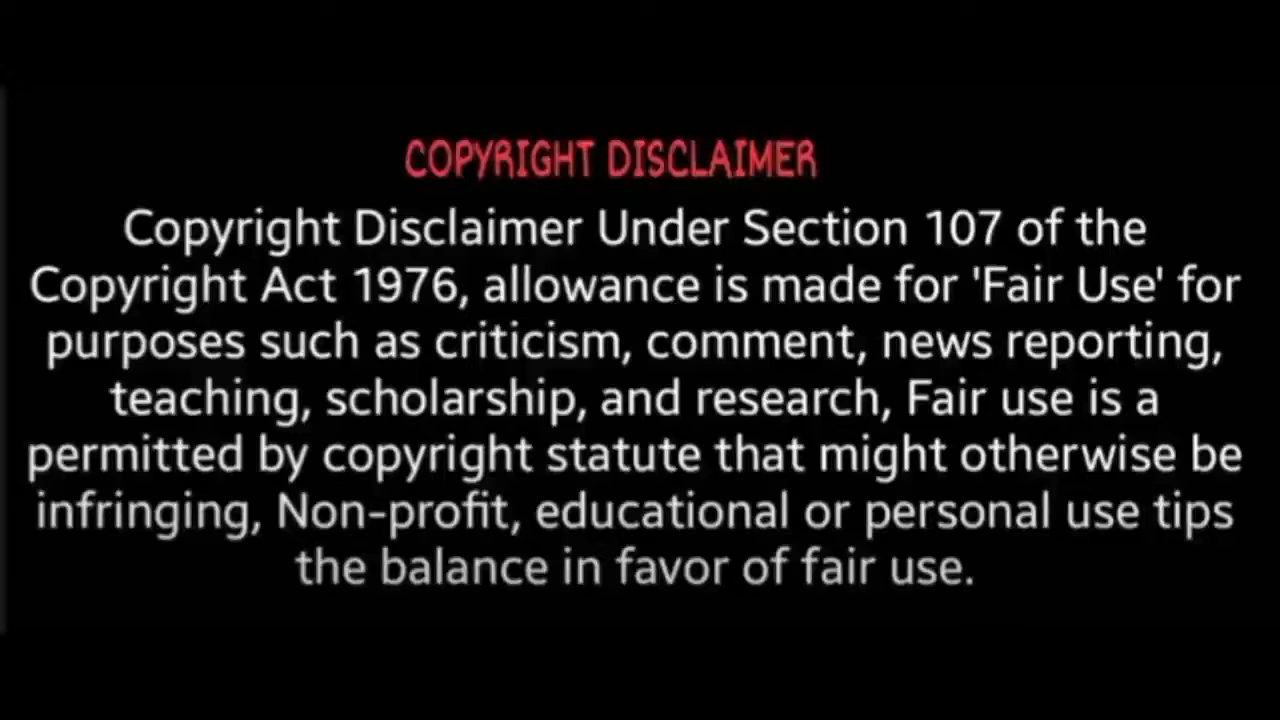 COPYRIGHT DISCLAIMER
Copyright Disclaimer Under Section 107 of the
Copyright Act 1976, allowance is made for 'Fair Use' for
purposes such as criticism, comment, news reporting,
teaching, scholarship, and research, Fair use is a
permitted by copyright statute that might otherwise be
infringing, Non-profit, educational or personal use tips
the balance in favor of fair use.